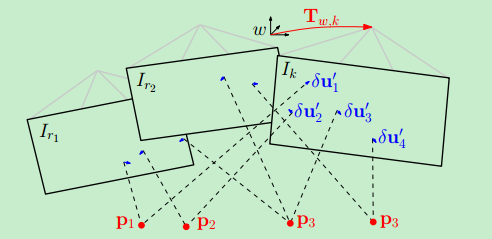 w
T_{w,k}
I_{r_2}
I_k
δu′_1
I_{r_1}
δu′_2
δu′_3
δu′_4
p_1
p_2
p_3
p_3